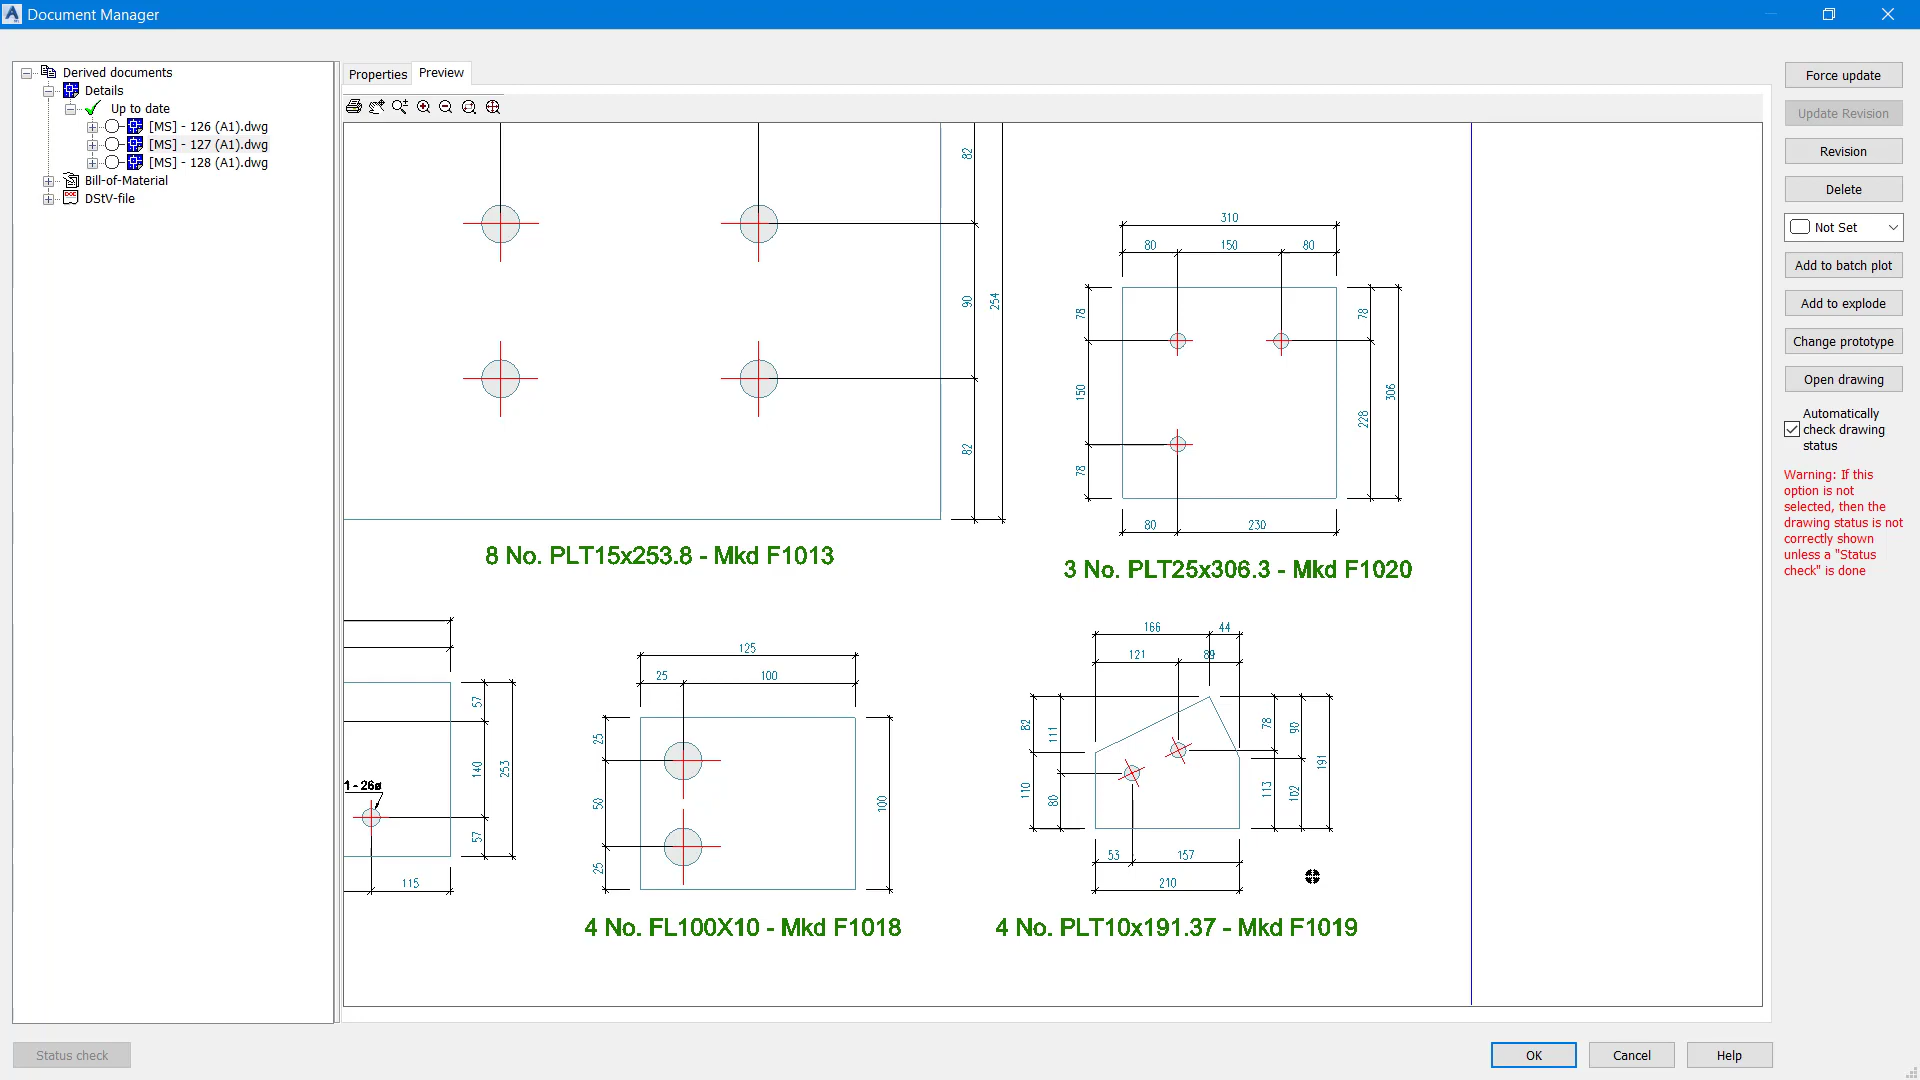 Document Manager
Derived documents
Details
Up to date
[MS] - 126 (A1).dwg
[MS] - 127 (A1).dwg
[MS] - 128 (A1).dwg
Bill-of-Material
DStV-file
Properties
Preview
82
90
254
82
8 No. PLT15x253.8 - Mkd F1013
310
80 150 80
78
150
78
78
228
306
80 230
3 No. PLT25x306.3 - Mkd F1020
57
140
253
57
1 - 26ø
115
125
25 100
25
50
25
100
4 No. FL100X10 - Mkd F1018
166 44
121 89
82
111
110
80
78
90
191
113
102
53 157
210
4 No. PLT10x191.37 - Mkd F1019
Force update
Update Revision
Revision
Delete
Not Set
Add to batch plot
Add to explode
Change prototype
Open drawing
Automatically
check drawing
status
Warning: If this
option is not
selected, then the
drawing status is not
correctly shown
unless a "Status
check" is done
Status check
OK
Cancel
Help